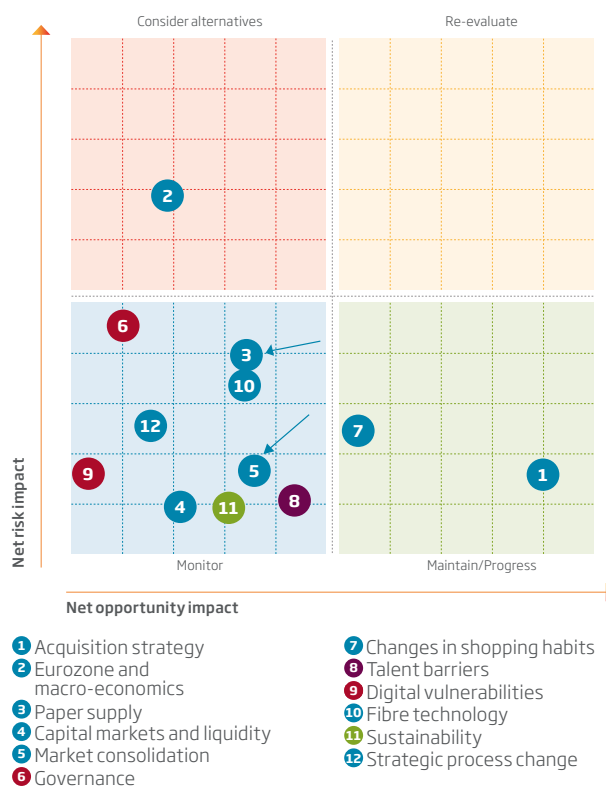 Consider alternatives
Re-evaluate
2
6
3
10
12
7
5
9
1
8
4
11
Net risk impact
Monitor
Maintain/Progress
Net opportunity impact
1 Acquisition strategy
2 Eurozone and
macro-economics
3 Paper supply
4 Capital markets and liquidity
5 Market consolidation
6 Governance
7 Changes in shopping habits
8 Talent barriers
9 Digital vulnerabilities
10 Fibre technology
11 Sustainability
12 Strategic process change